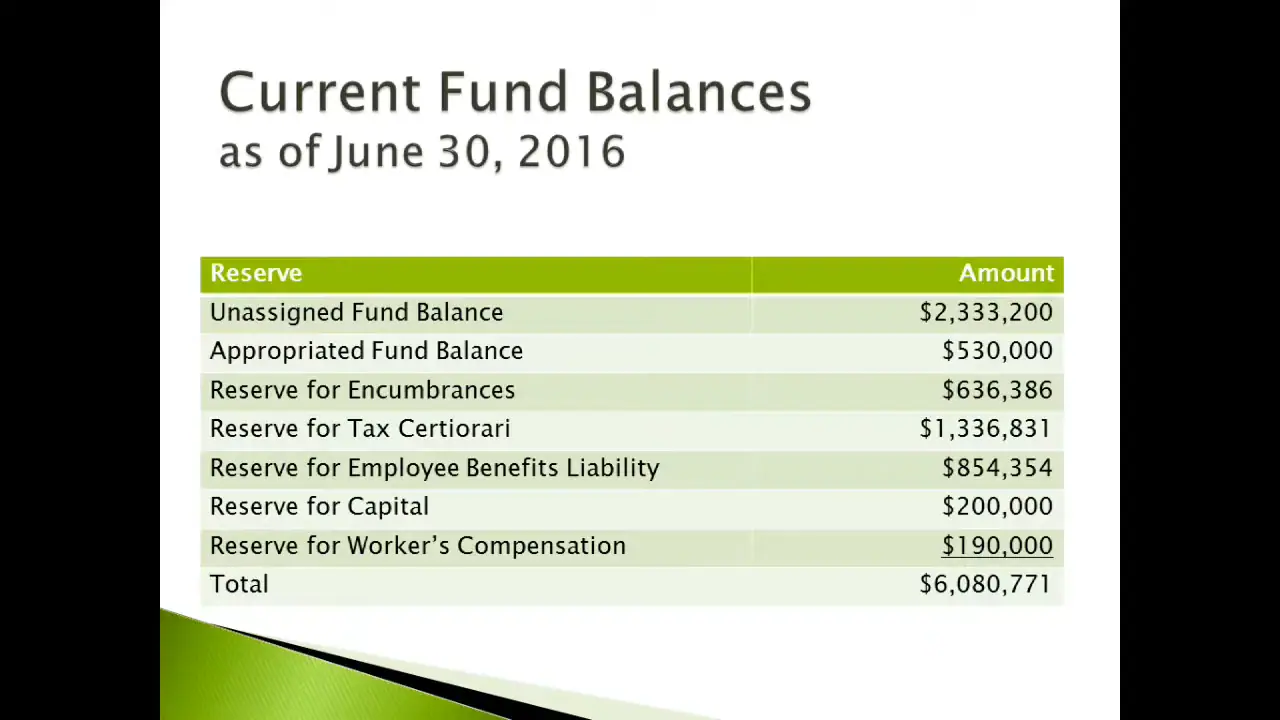 Current Fund Balances
as of June 30, 2016
Reserve Amount
Unassigned Fund Balance $2,333,200
Appropriated Fund Balance $530,000
Reserve for Encumbrances $636,386
Reserve for Tax Certiorari $1,336,831
Reserve for Employee Benefits Liability $854,354
Reserve for Capital $200,000
Reserve for Worker’s Compensation $190,000
Total $6,080,771